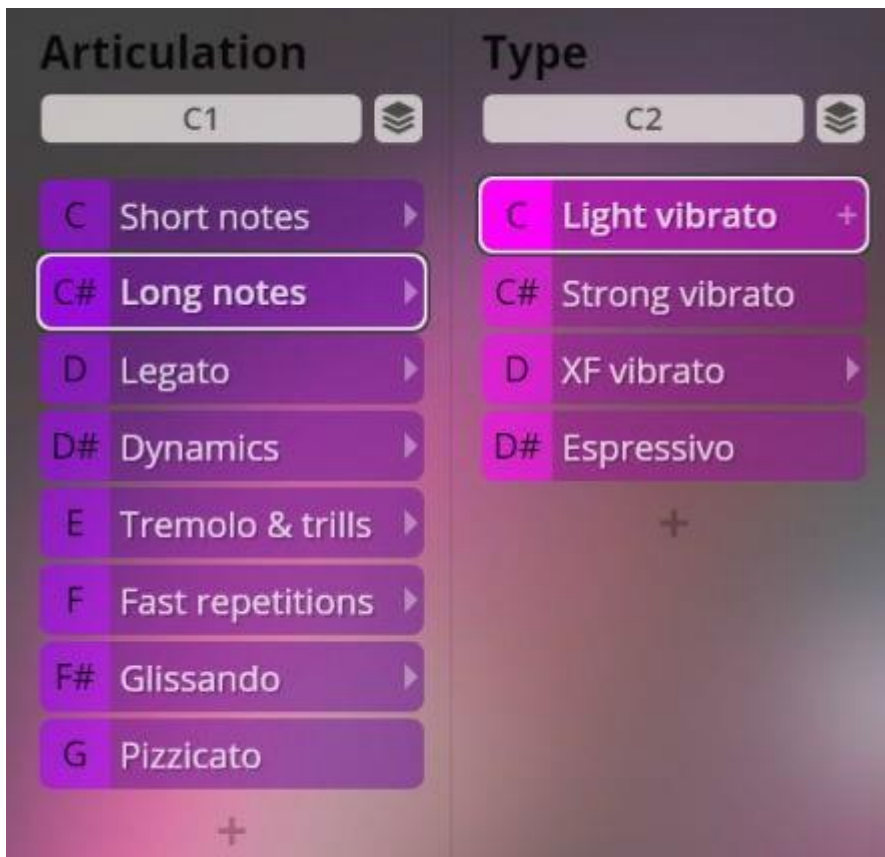 Articulation
C1
C Short notes
C# Long notes
D Legato
D# Dynamics
E Tremolo & trills
F Fast repetitions
F# Glissando
G Pizzicato
+
Type
C2
C Light vibrato +
C# Strong vibrato
D XF vibrato
D# Espressivo
+